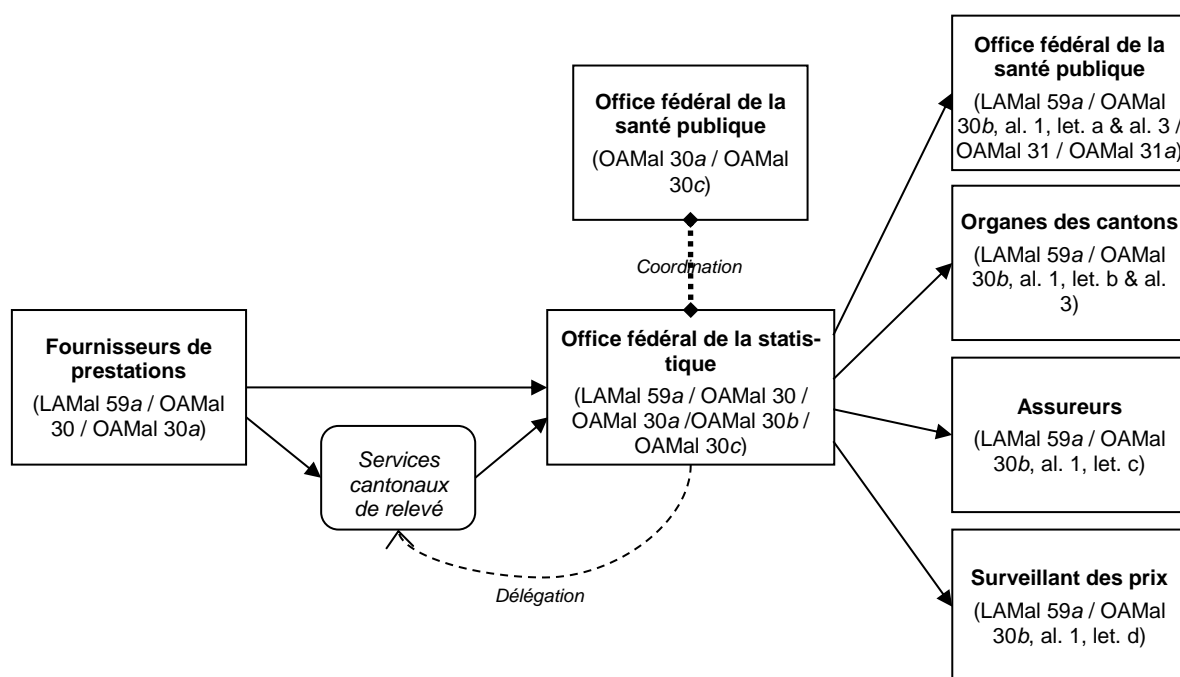 Office fédéral de la
santé publique
(OAMal 30a / OAMal
30c)
Coordination
Fournisseurs de
prestations
(LAMal 59a / OAMal
30 / OAMal 30a)
Services
cantonaux
de relevé
Office fédéral de la statis-
tique
(LAMal 59a / OAMal 30 /
OAMal 30a /OAMal 30b /
OAMal 30c)
Délégation
Office fédéral de la
santé publique
(LAMal 59a / OAMal
30b, al. 1, let. a & al. 3 /
OAMal 31 / OAMal 31a)
Organes des cantons
(LAMal 59a / OAMal
30b, al. 1, let. b & al.
3)
Assureurs
(LAMal 59a / OAMal
30b, al. 1, let. c)
Surveillant des prix
(LAMal 59a / OAMal
30b, al. 1, let. d)